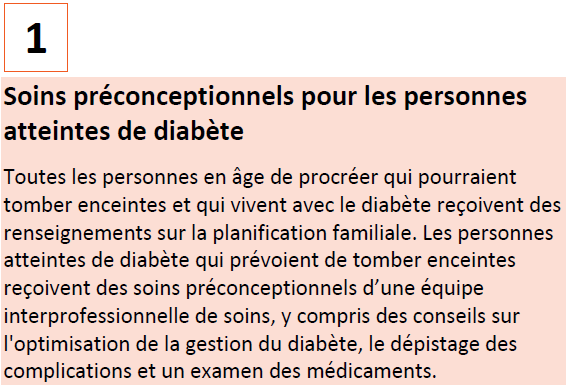 1
Soins préconceptionnels pour les personnes
atteintes de diabète
Toutes les personnes en âge de procréer qui pourraient
tomber enceintes et qui vivent avec le diabète reçoivent des
renseignements sur la planification familiale. Les personnes
atteintes de diabète qui prévoient de tomber enceintes
reçoivent des soins préconceptionnels d’une équipe
interprofessionnelle de soins, y compris des conseils sur
l'optimisation de la gestion du diabète, le dépistage des
complications et un examen des médicaments.